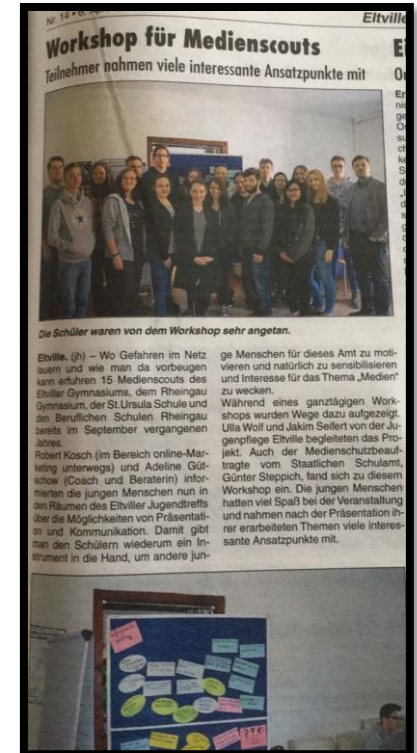 Nr. 14 • 6.
Eltville
Workshop für Medienscouts
Teilnehmer nahmen viele interessante Ansatzpunkte mit
Die Schüler waren von dem Workshop sehr angetan.
Eltville. (jh) – Wo Gefahren im Netz
lauern und wie man da vorbeugen
kann erfuhren 15 Medienscouts des
Eltviller Gymnasiums, dem Rheingau
Gymnasium, der St.Ursula Schule und
den Beruflichen Schulen Rheingau
bereits im September vergangenen
Jahres.
Robert Kosch (im Bereich online-Mar-
keting unterwegs) und Adeline Güt-
schow (Coach und Beraterin) infor-
mierten die jungen Menschen nun in
den Räumen des Eltviller Jugendtreffs
über die Möglichkeiten von Präsentati-
on und Kommunikation. Damit gibt
man den Schülern wiederum ein In-
strument in die Hand, um andere jun-
ge Menschen für dieses Amt zu moti-
vieren und natürlich zu sensibilisieren
und Interesse für das Thema „Medien"
zu wecken.
Während eines ganztägigen Work-
shops wurden Wege dazu aufgezeigt.
Ulla Wolf und Jakim Seifert von der Ju-
genpflege Eltville begleiteten das Pro-
jekt. Auch der Medienschutzbeauf-
tragte vom Staatlichen Schulamt,
Günter Steppich, fand sich zu diesem
Workshop ein. Die jungen Menschen
hatten viel Spaß bei der Veranstaltung
und nahmen nach der Präsentation ih-
rer erarbeiteten Themen viele interes-
sante Ansatzpunkte mit.